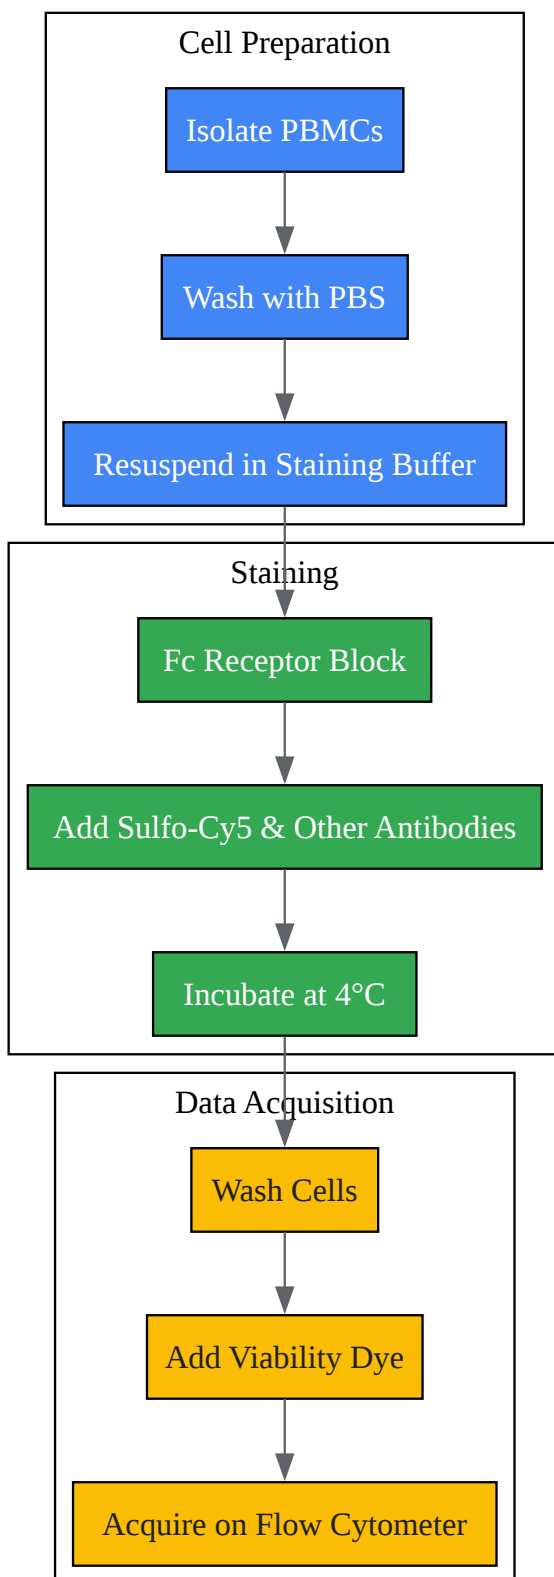 Cell Preparation
Isolate PBMCs
Wash with PBS
Resuspend in Staining Buffer
Staining
Fc Receptor Block
Add Sulfo-Cy5 & Other Antibodies
Incubate at 4°C
Data Acquisition
Wash Cells
Add Viability Dye
Acquire on Flow Cytometer